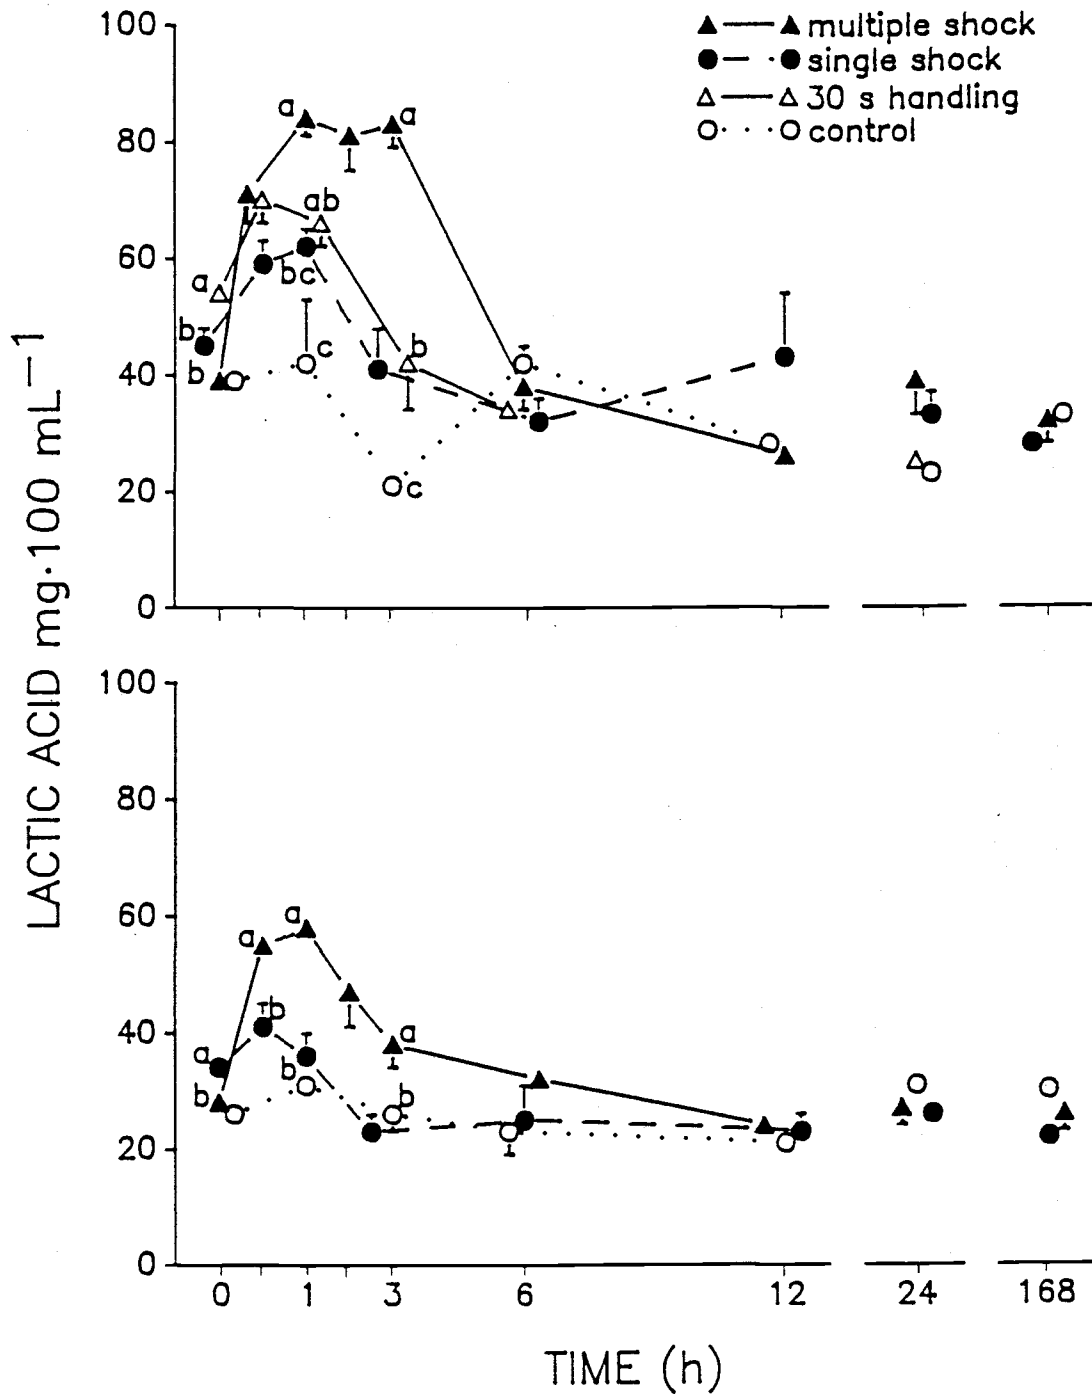 multiple shock
single shock
30 s handling
control
LACTIC ACID mg·100 mL—1
100
80
60
40
20
0
a
a
ab
a
bc
b
b
c
b
c
100
80
60
40
20
0
a
a
b
a
a
b
b
b
0 1 3 6 12 24 168
TIME (h)